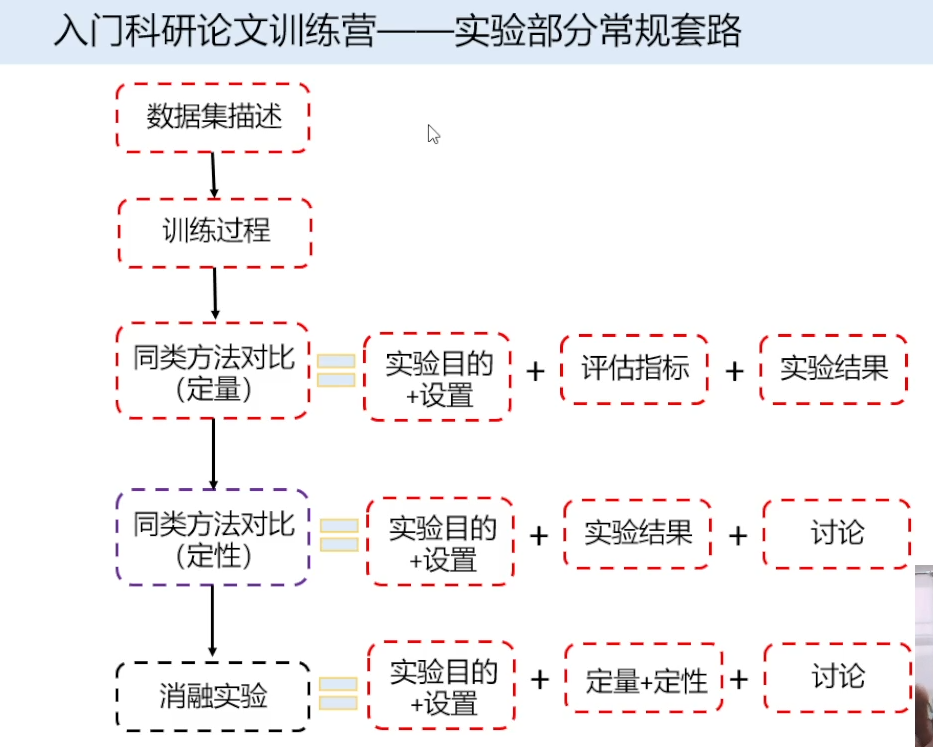 入门科研论文训练营——实验部分常规套路
数据集描述
训练过程
同类方法对比
（定量）
实验目的
+设置
+
评估指标
+
实验结果
同类方法对比
（定性）
实验目的
+设置
+
实验结果
+
讨论
消融实验
实验目的
+设置
+
定量+定性
+
讨论